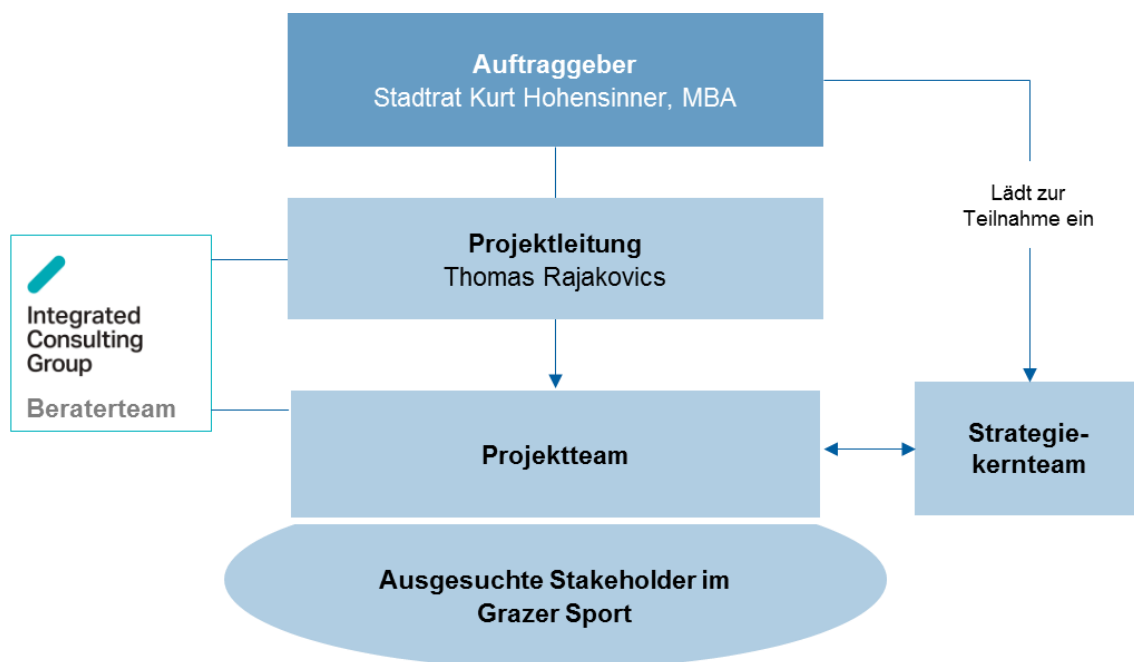 Auftraggeber
Stadtrat Kurt Hohensinner, MBA
Lädt zur
Teilnahme ein
Projektleitung
Thomas Rajakovics
Integrated
Consulting
Group
Beraterteam
Projektteam
Strategie-
kernteam
Ausgesuchte Stakeholder im
Grazer Sport